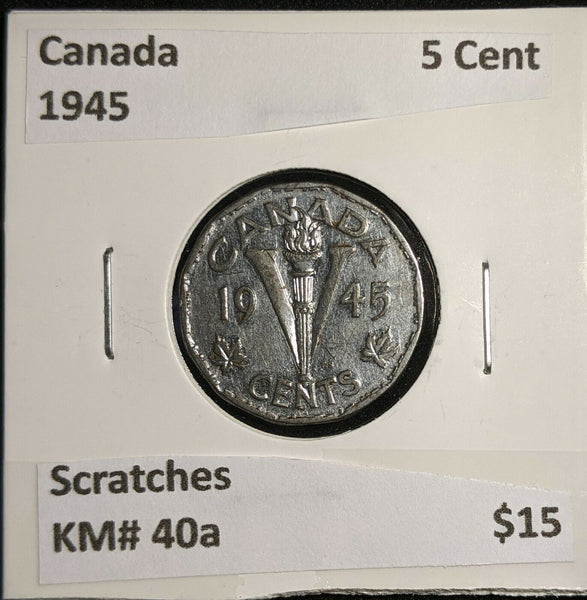 Canada 5 Cent
1945
CANADA
19 45
CENTS
Scratches
KM# 40a $15